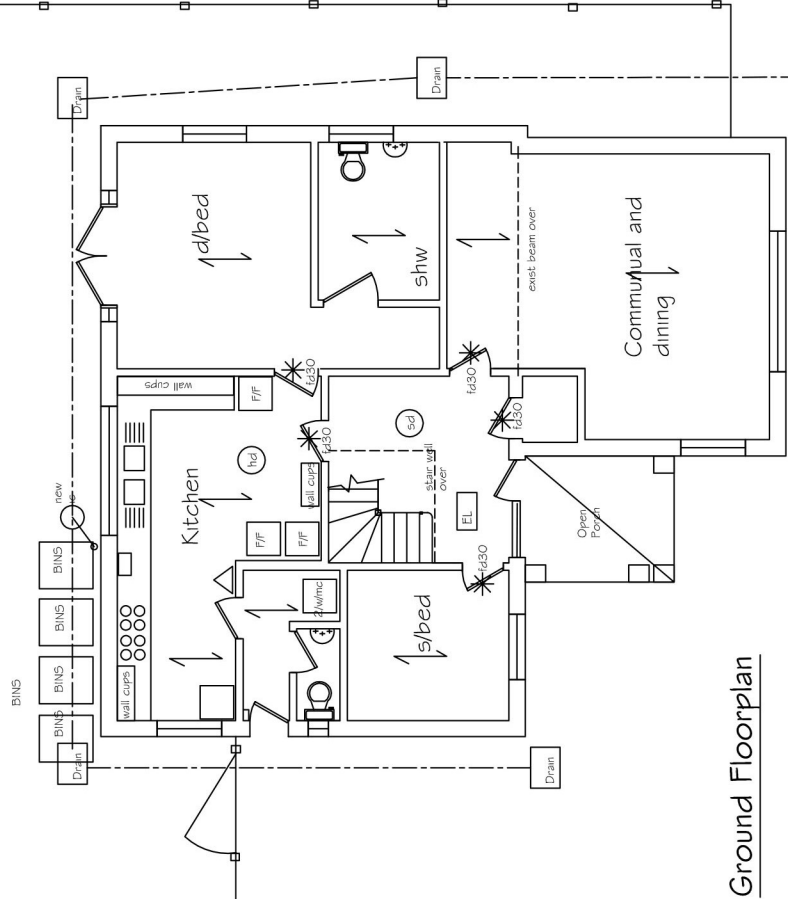 Drain
Drain
d/bed
shw
exist beam over
Communual and
dining
wall cups
F/F
fd30
fd30
fd30
fd30
sd
hd
Kitchen
wall cups
stair well
over
new
F/F
F/F
EL
Open
Porch
BINS
BINS
BINS
BINS
BINS
fd30
2/w/mc
s/bed
wall cups
Drain
Drain
Ground Floorplan